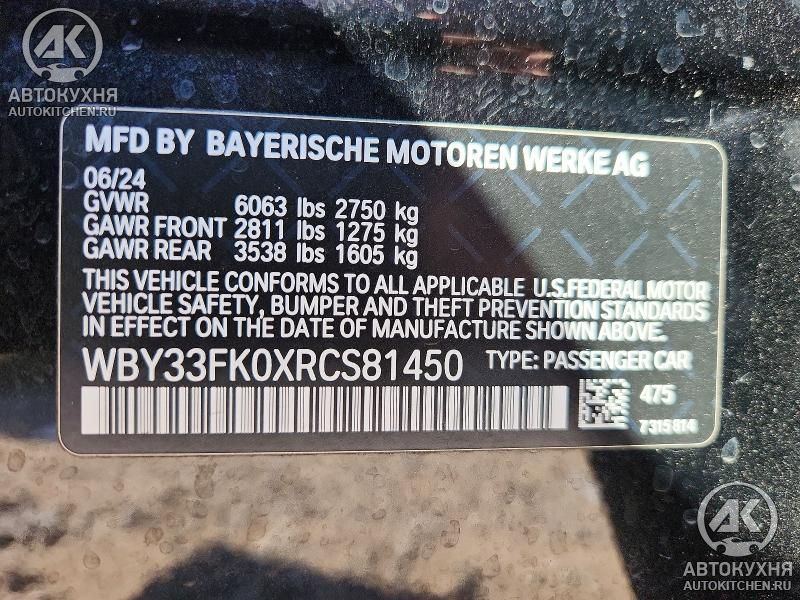 АК
АВТОКУХНЯ
AUTOKITCHEN.RU
MFD BY BAYERISCHE MOTOREN WERKE AG
06/24
GVWR 6063 lbs 2750 kg
GAWR FRONT 2811 lbs 1275 kg
GAWR REAR 3538 lbs 1605 kg
THIS VEHICLE CONFORMS TO ALL APPLICABLE U.S.FEDERAL MOTOR
VEHICLE SAFETY, BUMPER AND THEFT PREVENTION STANDARDS
IN EFFECT ON THE DATE OF MANUFACTURE SHOWN ABOVE.
WBY33FK0XRCS81450 TYPE: PASSENGER CAR
475
7315814
АК
АВТОКУХНЯ
AUTOKITCHEN.RU